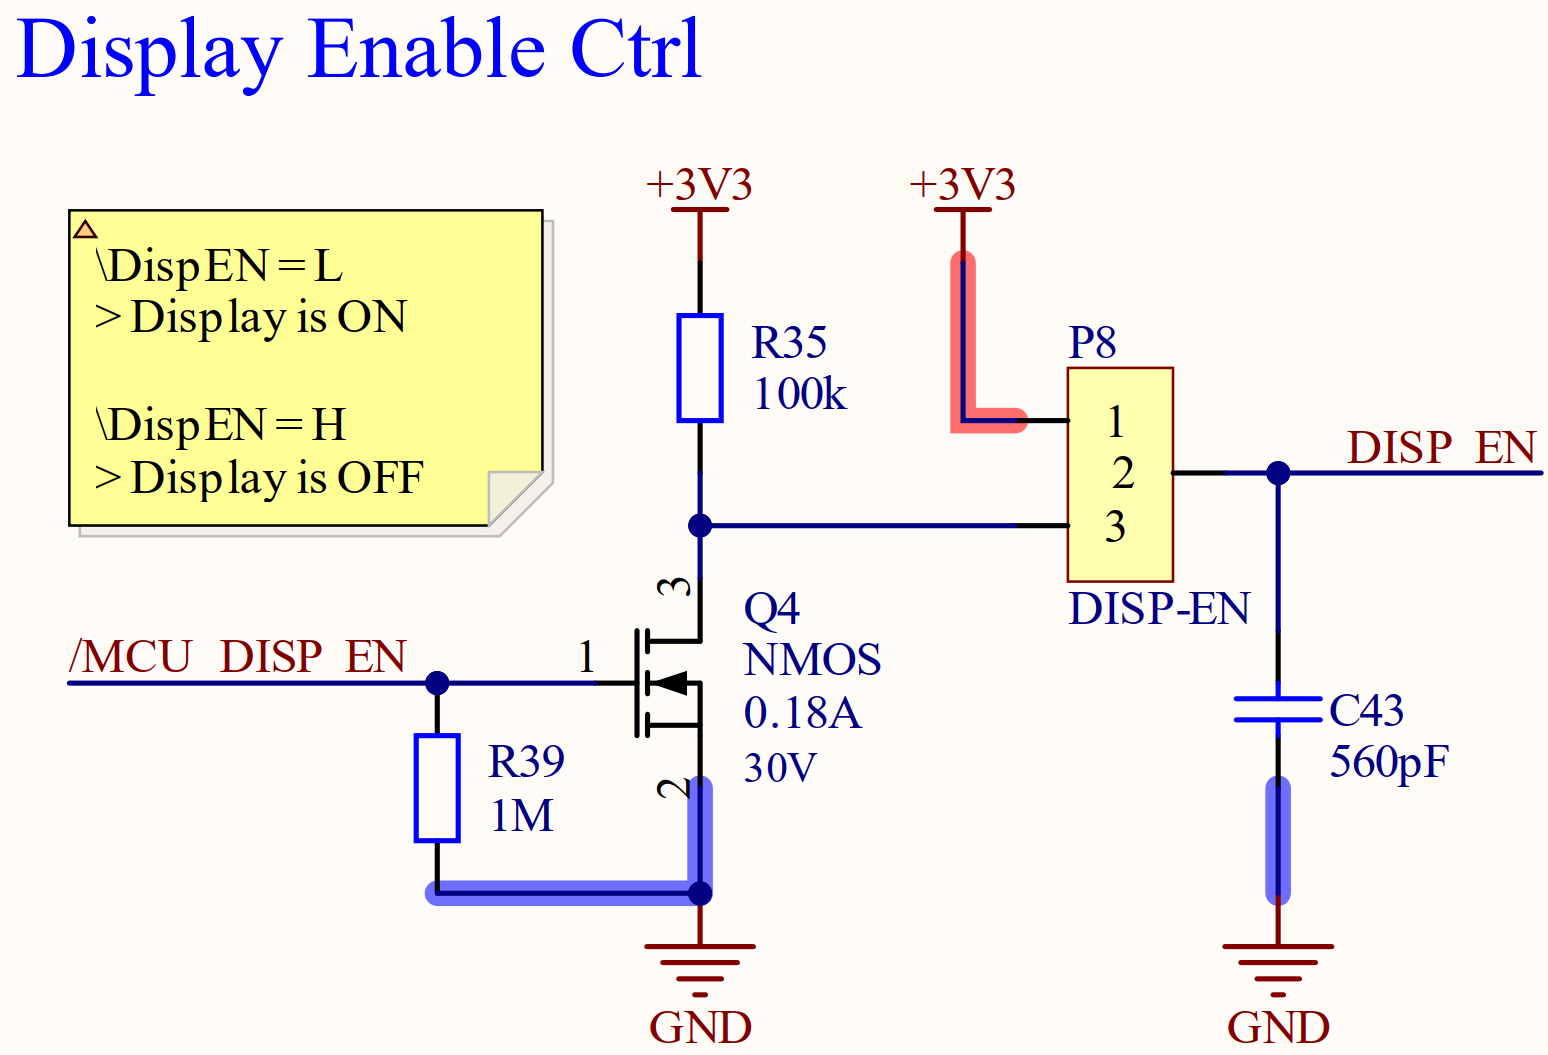 Display Enable Ctrl
+3V3
+3V3
\DispEN = L
> Display is ON
\DispEN = H
> Display is OFF
R35
100k
P8
1
2
3
DISP_EN
DISP-EN
3
Q4
NMOS
0.18A
30V
/MCU_DISP_EN
1
2
R39
1M
C43
560pF
GND
GND